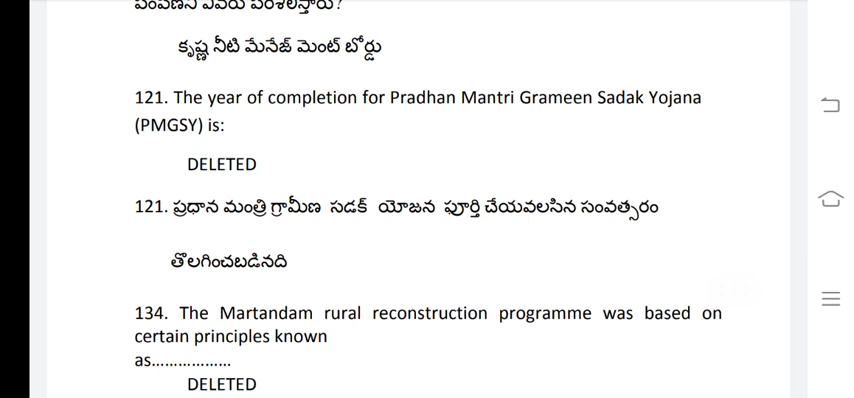 పంపిణీని ఎవరు పరిశీలిస్తారు?
కృష్ణ నీటి మేనేజ్ మెంట్ బోర్డు
121. The year of completion for Pradhan Mantri Grameen Sadak Yojana
(PMGSY) is:
DELETED
121. ప్రధాన మంత్రి గ్రామీణ సడక్ యోజన పూర్తి చేయవలసిన సంవత్సరం
తొలగించబడినది
134. The Martandam rural reconstruction programme was based on
certain principles known
as..................
DELETED